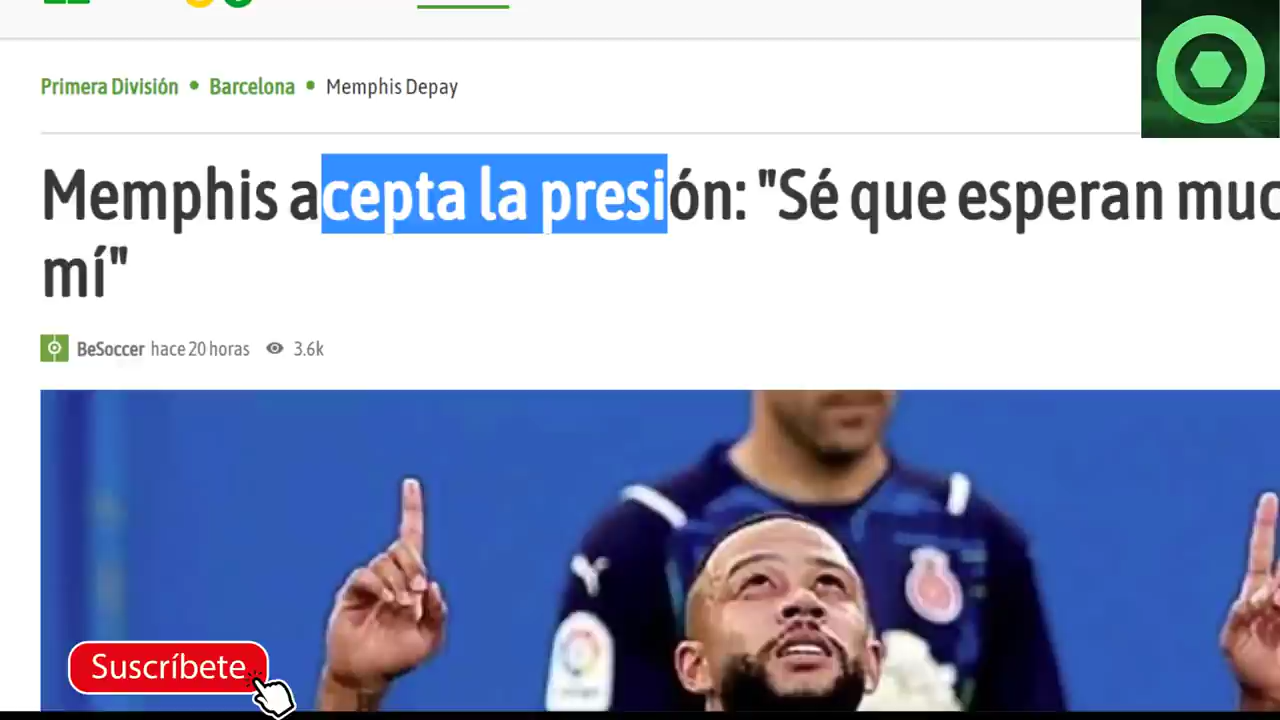 Primera División • Barcelona • Memphis Depay
Memphis acepta la presión: "Sé que esperan
mí"
BeSoccer hace 20 horas 3.6k
Suscríbete